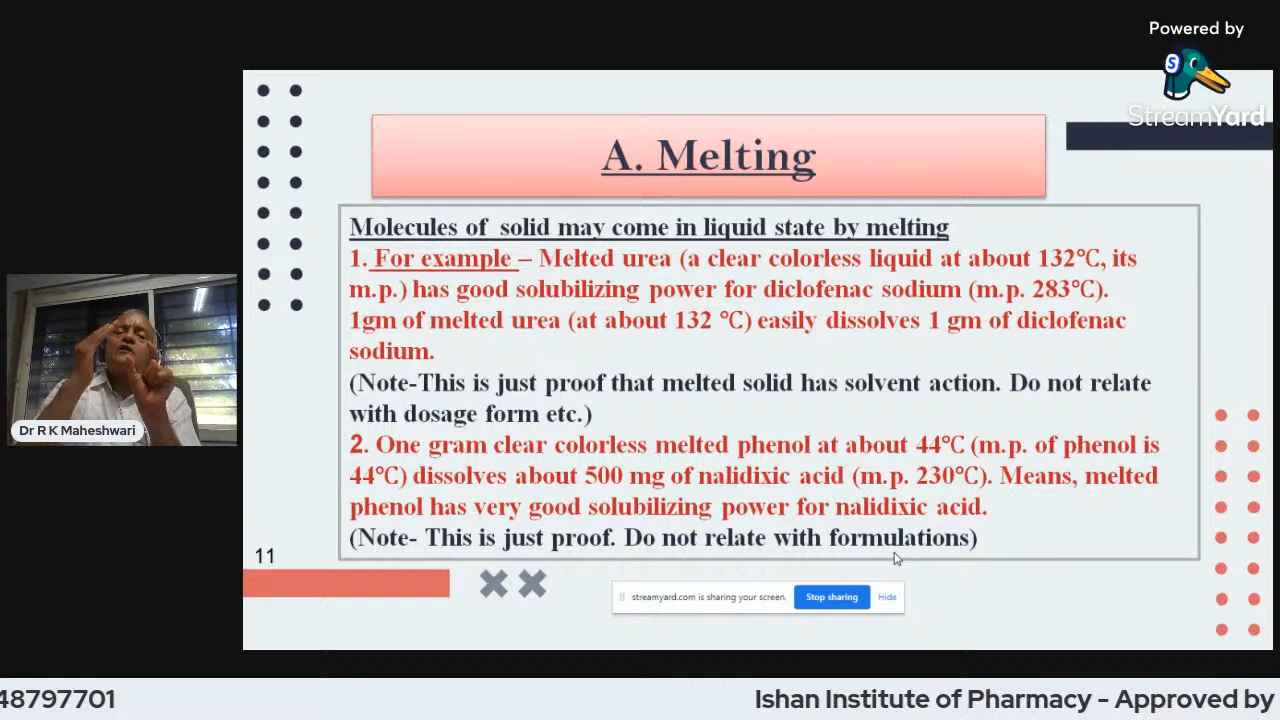 Powered by
S
StreamYard
A. Melting
Molecules of solid may come in liquid state by melting
1. For example – Melted urea (a clear colorless liquid at about 132℃, its
m.p.) has good solubilizing power for diclofenac sodium (m.p. 283℃).
1gm of melted urea (at about 132 ℃) easily dissolves 1 gm of diclofenac
sodium.
(Note-This is just proof that melted solid has solvent action. Do not relate
with dosage form etc.)
2. One gram clear colorless melted phenol at about 44℃ (m.p. of phenol is
44℃) dissolves about 500 mg of nalidixic acid (m.p. 230℃). Means, melted
phenol has very good solubilizing power for nalidixic acid.
(Note- This is just proof. Do not relate with formulations)
Dr R K Maheshwari
11
streamyard.com is sharing your screen.
Stop sharing
Hide
48797701
Ishan Institute of Pharmacy - Approved by